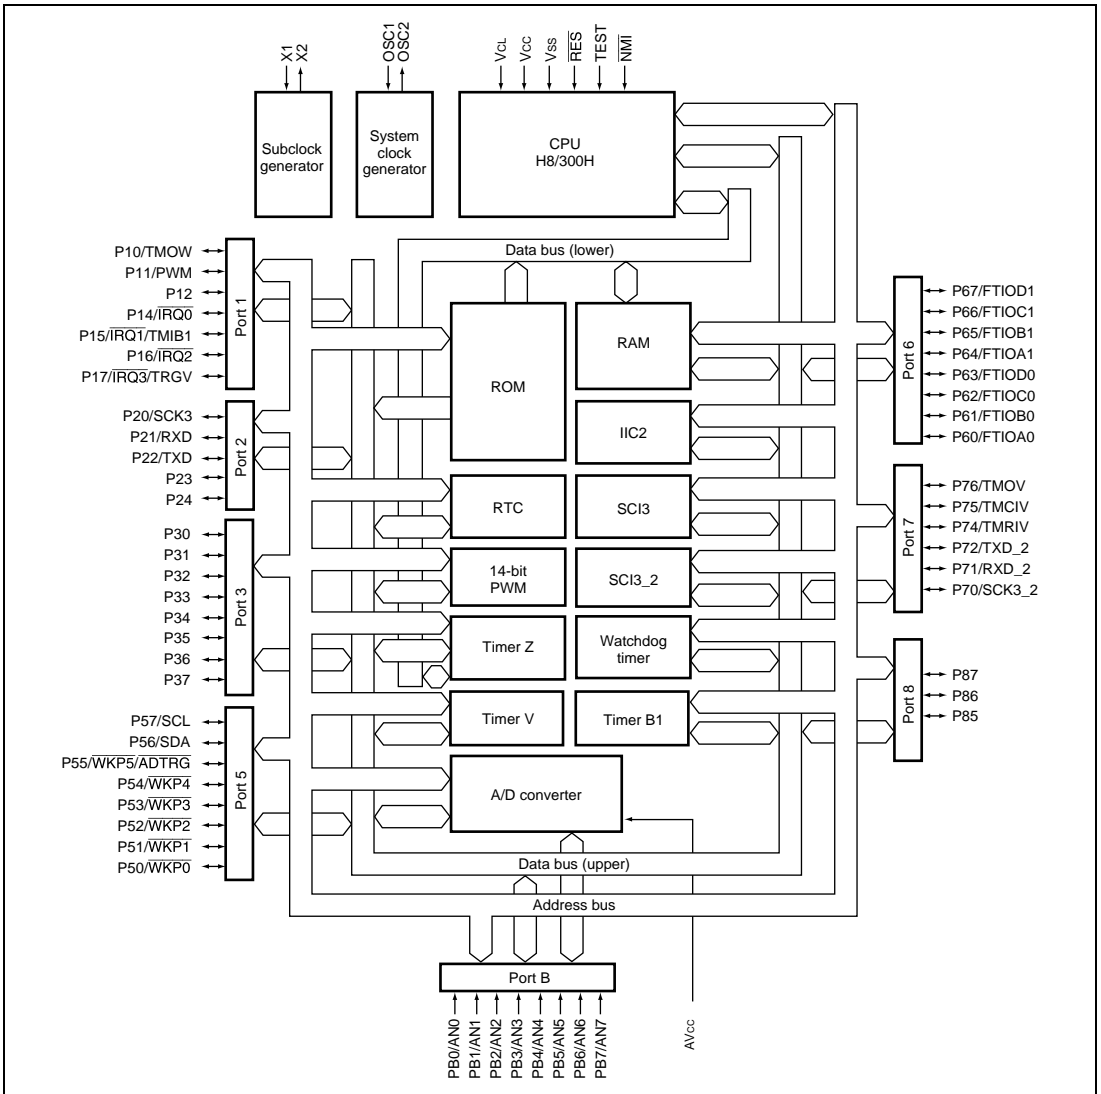 X1
X2
OSC1
OSC2
VCL
VCC
VSS
RES
TEST
NMI
Subclock
generator
System
clock
generator
CPU
H8/300H
Data bus (lower)
P10/TMOW
P11/PWM
P12
P14/IRQ0
P15/IRQ1/TMIB1
P16/IRQ2
P17/IRQ3/TRGV
Port 1
P20/SCK3
P21/RXD
P22/TXD
P23
P24
Port 2
P30
P31
P32
P33
P34
P35
P36
P37
Port 3
P57/SCL
P56/SDA
P55/WKP5/ADTRG
P54/WKP4
P53/WKP3
P52/WKP2
P51/WKP1
P50/WKP0
Port 5
ROM
RAM
IIC2
RTC
SCI3
14-bit
PWM
SCI3_2
Timer Z
Watchdog
timer
Timer V
Timer B1
A/D converter
Port 6
P67/FTIOD1
P66/FTIOC1
P65/FTIOB1
P64/FTIOA1
P63/FTIOD0
P62/FTIOC0
P61/FTIOB0
P60/FTIOA0
Port 7
P76/TMOV
P75/TMCIV
P74/TMRIV
P72/TXD_2
P71/RXD_2
P70/SCK3_2
Port 8
P87
P86
P85
Data bus (upper)
Address bus
Port B
PB0/AN0
PB1/AN1
PB2/AN2
PB3/AN3
PB4/AN4
PB5/AN5
PB6/AN6
PB7/AN7
AVCC